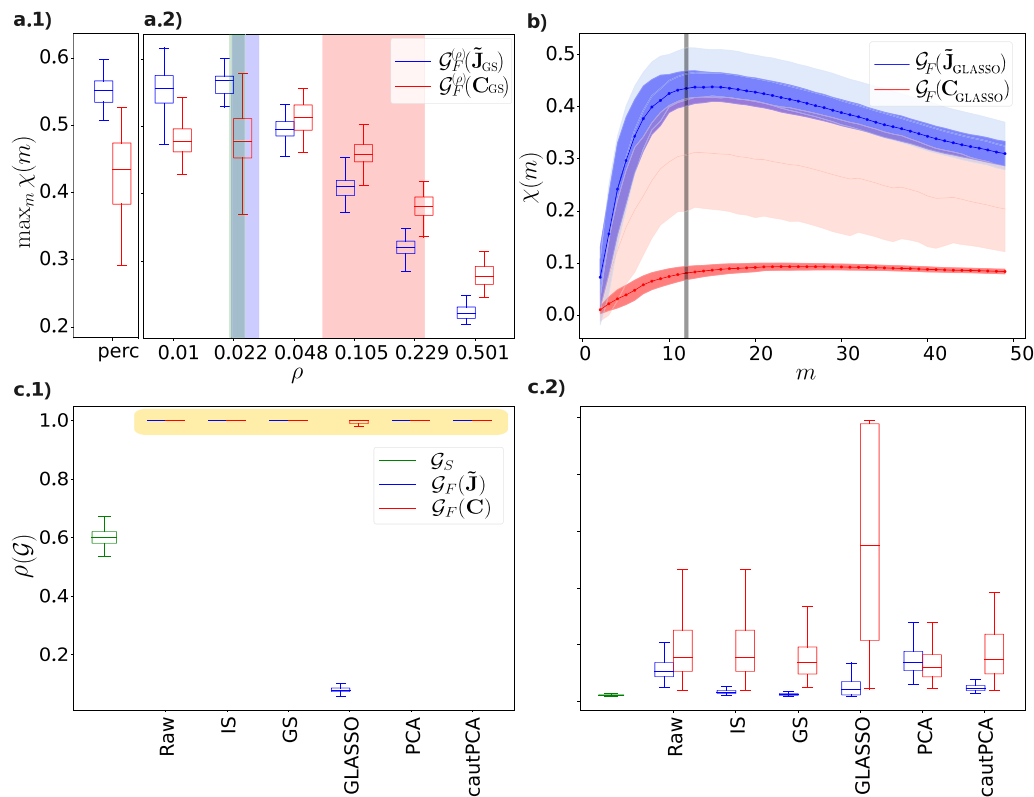 a.1)
a.2)
0.6
0.5
0.4
0.3
0.2
max_m χ(m)
perc
G_F^(ρ)(J̃_GS)
G_F^(ρ)(C_GS)
0.01 0.022 0.048 0.105 0.229 0.501
ρ
b)
0.5
0.4
0.3
0.2
0.1
0.0
χ(m)
G_F(J̃_GLASSO)
G_F(C_GLASSO)
0 10 20 30 40 50
m
c.1)
1.0
0.8
0.6
0.4
0.2
ρ(G)
G_S
G_F(J̃)
G_F(C)
Raw
IS
GS
GLASSO
PCA
cautPCA
c.2)
Raw
IS
GS
GLASSO
PCA
cautPCA